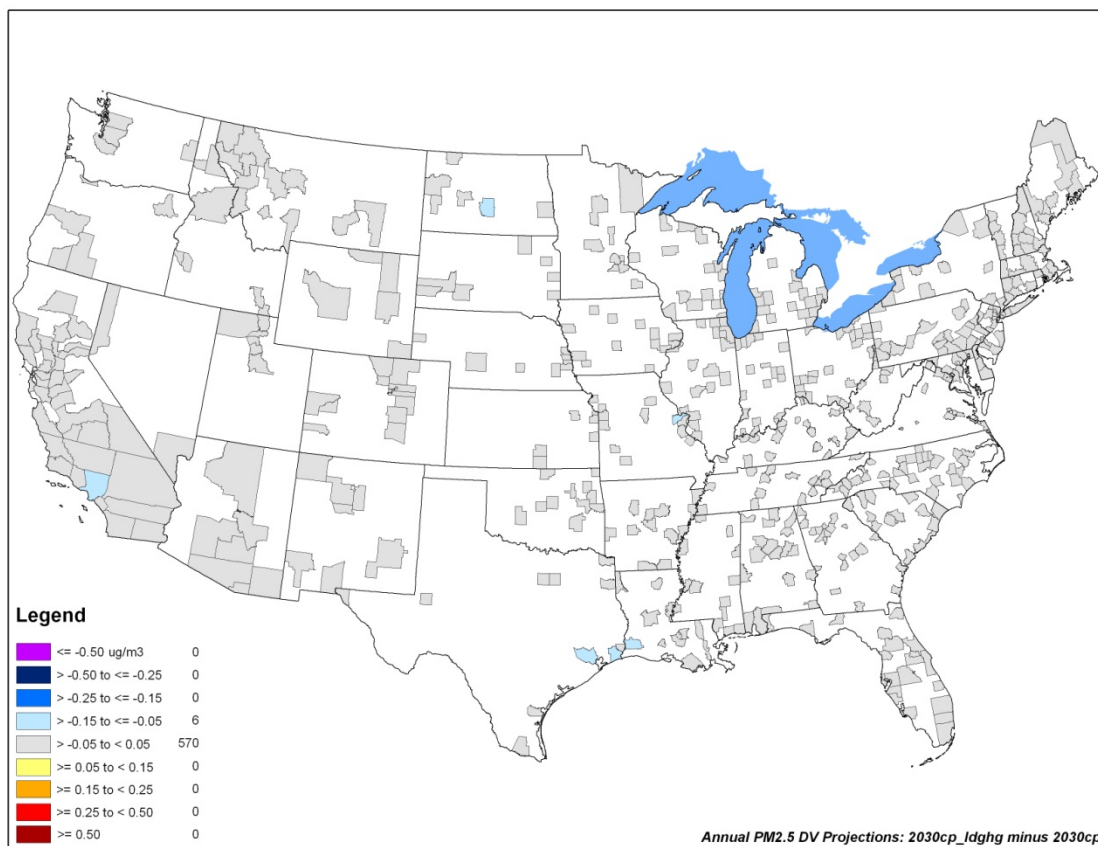 Legend
<= -0.50 ug/m3 0
> -0.50 to <= -0.25 0
> -0.25 to <= -0.15 0
> -0.15 to <= -0.05 6
> -0.05 to < 0.05 570
>= 0.05 to < 0.15 0
>= 0.15 to < 0.25 0
>= 0.25 to < 0.50 0
>= 0.50 0
Annual PM2.5 DV Projections: 2030cp_ldghg minus 2030cp